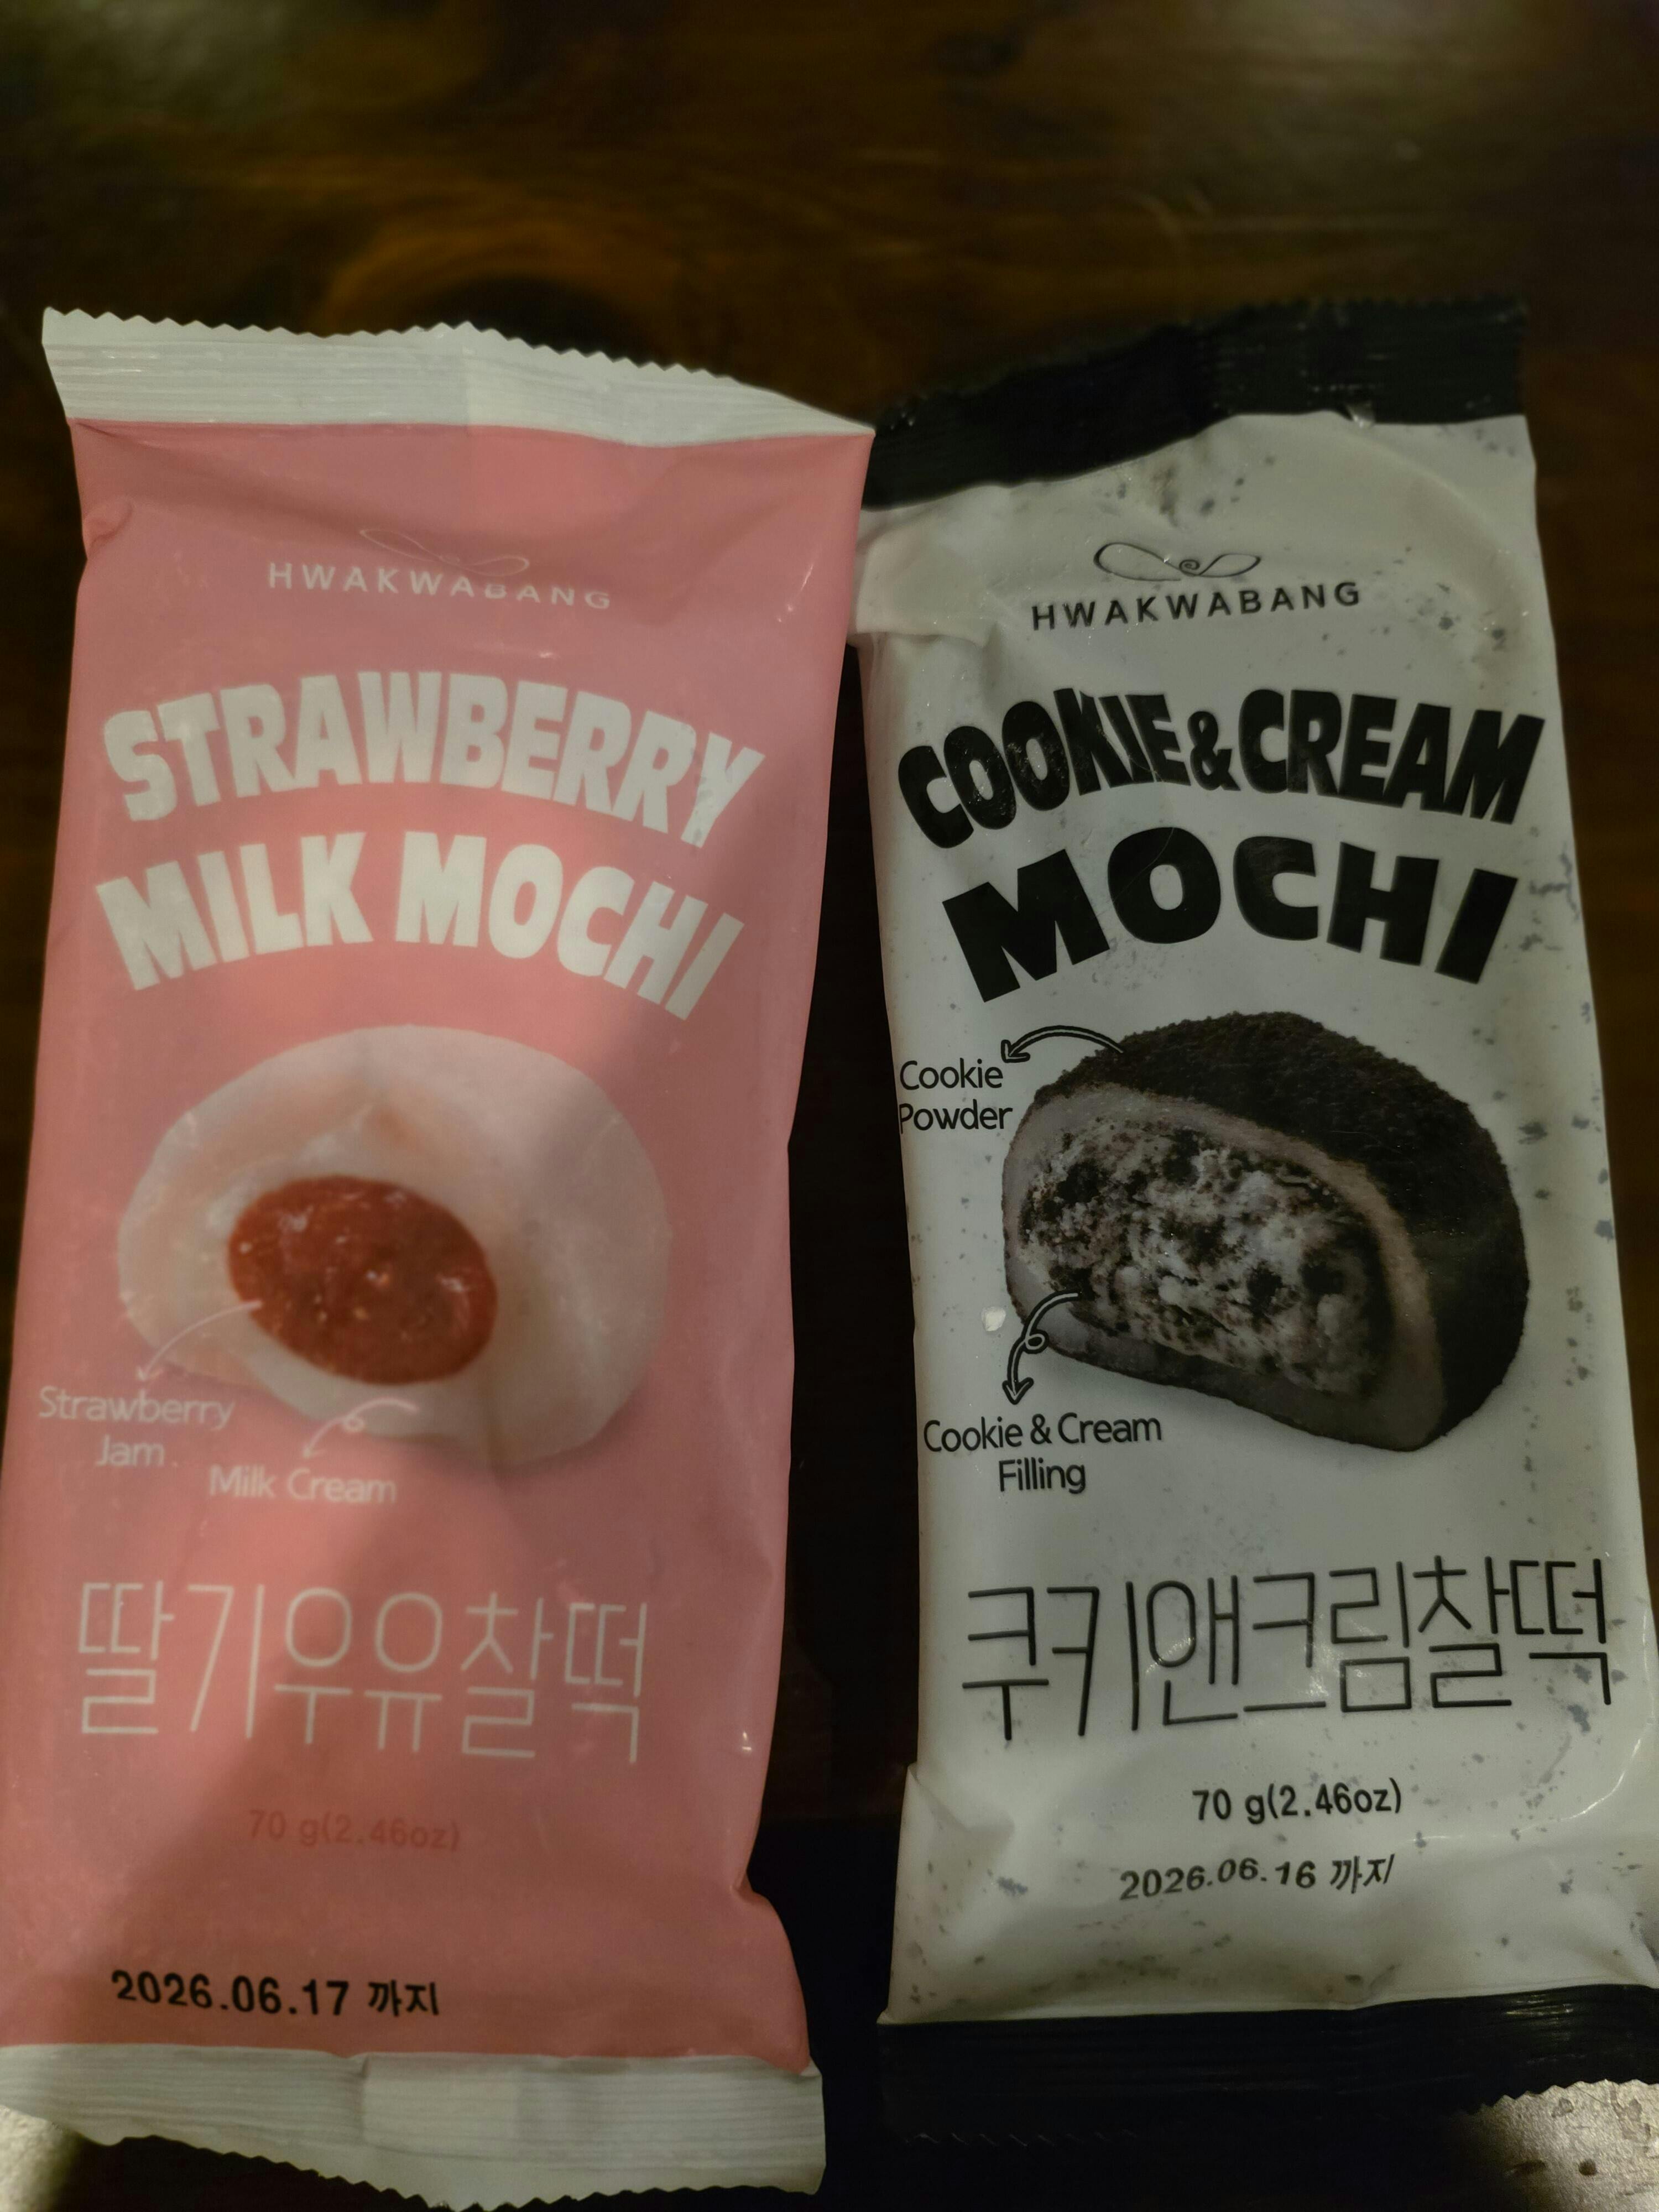 HWAKWABANG
STRAWBERRY
MILK MOCHI
Strawberry
Jam
Milk Cream
딸기우유찰떡
70 g(2.46oz)
2026.06.17 까지
HWAKWABANG
COOKIE & CREAM
MOCHI
Cookie
Powder
Cookie & Cream
Filling
쿠키앤크림찰떡
70 g(2.46oz)
2026.06.16 까지